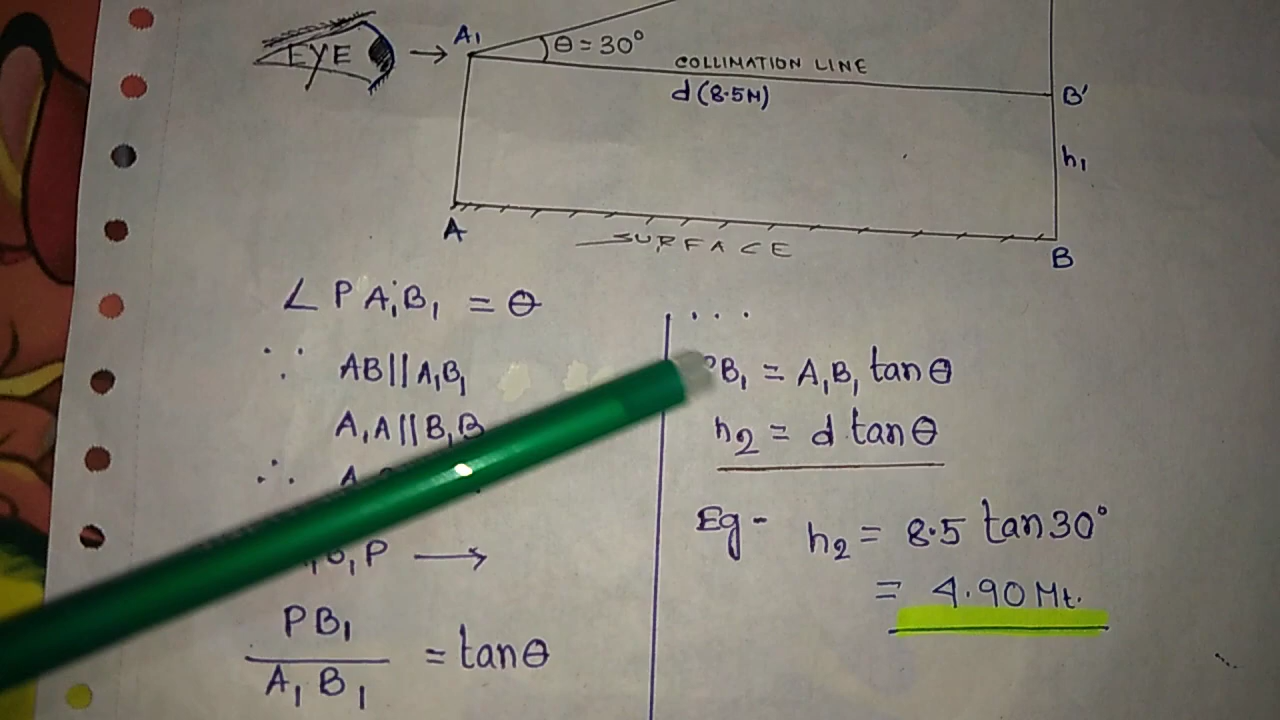 EYE → A₁ θ = 30°
COLLIMATION LINE
d (8.5M)
B'
h₁
A
SURFACE
B
∠ P A₁B₁ = θ
∵ AB || A₁B₁
A₁A || B₁B
∴ A
P →
PB₁ / A₁B₁ = tanθ
. . .
PB₁ = A₁B₁ tanθ
h₂ = d tanθ
Eg - h₂ = 8.5 tan30°
= 4.90 Mt.